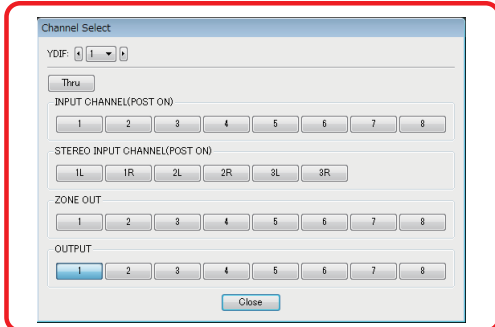 Channel Select
YDIF: 1
Thru
INPUT CHANNEL(POST ON)
1 2 3 4 5 6 7 8
STEREO INPUT CHANNEL(POST ON)
1L 1R 2L 2R 3L 3R
ZONE OUT
1 2 3 4 5 6 7 8
OUTPUT
1 2 3 4 5 6 7 8
Close